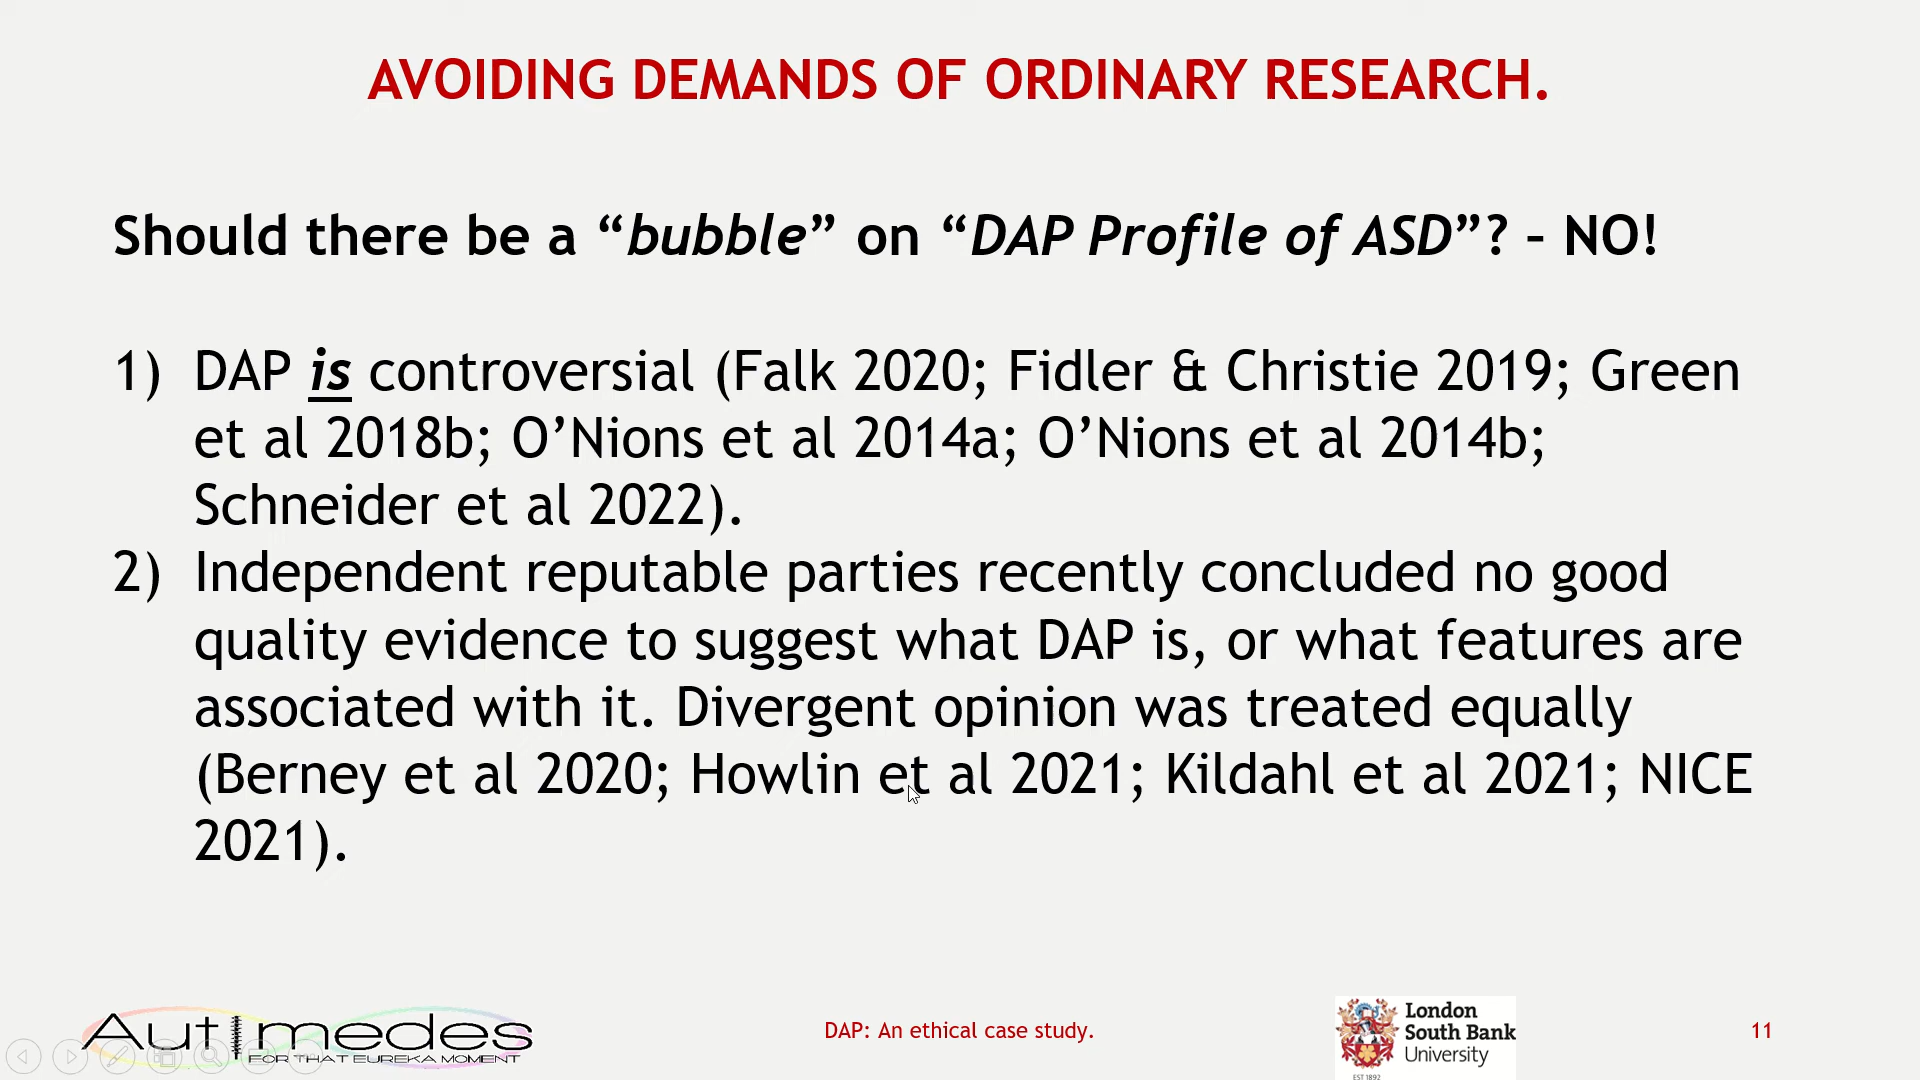 AVOIDING DEMANDS OF ORDINARY RESEARCH.
Should there be a “bubble” on “DAP Profile of ASD”? – NO!
1) DAP is controversial (Falk 2020; Fidler & Christie 2019; Green
et al 2018b; O’Nions et al 2014a; O’Nions et al 2014b;
Schneider et al 2022).
2) Independent reputable parties recently concluded no good
quality evidence to suggest what DAP is, or what features are
associated with it. Divergent opinion was treated equally
(Berney et al 2020; Howlin et al 2021; Kildahl et al 2021; NICE
2021).
Autimedes
FOR THAT EUREKA MOMENT
DAP: An ethical case study.
London
South Bank
University
EST 1892
11